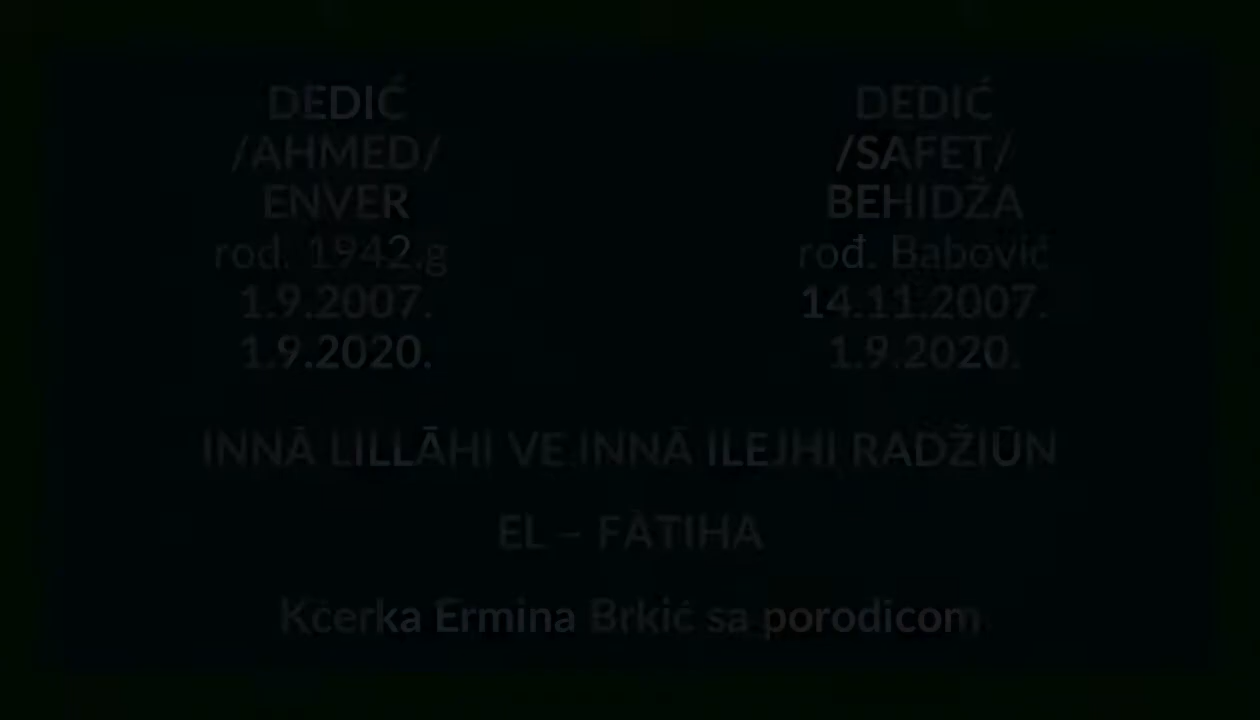 DEDIĆ
/AHMED/
ENVER
rod. 1942.g
1.9.2007.
1.9.2020.
DEDIĆ
/SAFET/
BEHIDŽA
rođ. Babović
14.11.2007.
1.9.2020.
INNĀ LILLĀHI VE INNĀ ILEJHI RADŽIŪN
EL – FĀTIHA
Kćerka Ermina Brkić sa porodicom